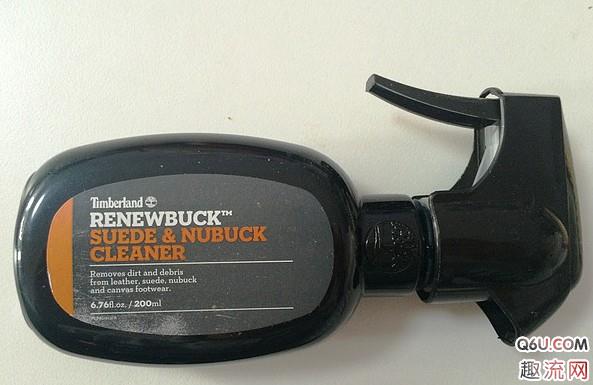 Timberland
RENEWBUCK™
SUEDE & NUBUCK
CLEANER
Removes dirt and debris
from leather, suede, nubuck
and canvas footwear.
6.76fl.oz. / 200ml
Q6U.COM
趣流网